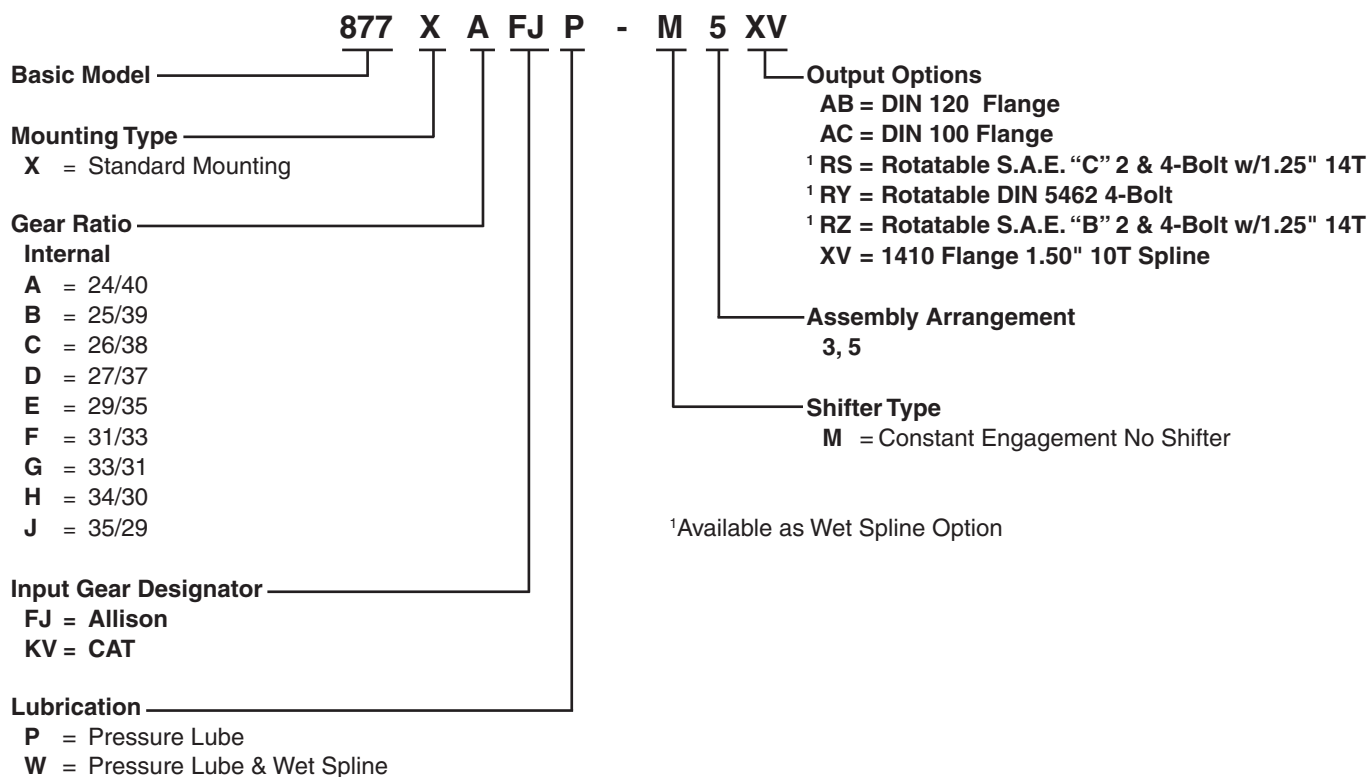 877 X A FJ P - M 5 XV
Basic Model
Mounting Type
X = Standard Mounting
Gear Ratio
Internal
A = 24/40
B = 25/39
C = 26/38
D = 27/37
E = 29/35
F = 31/33
G = 33/31
H = 34/30
J = 35/29
Input Gear Designator
FJ = Allison
KV = CAT
Lubrication
P = Pressure Lube
W = Pressure Lube & Wet Spline
Output Options
AB = DIN 120 Flange
AC = DIN 100 Flange
¹ RS = Rotatable S.A.E. “C” 2 & 4-Bolt w/1.25" 14T
¹ RY = Rotatable DIN 5462 4-Bolt
¹ RZ = Rotatable S.A.E. “B” 2 & 4-Bolt w/1.25" 14T
XV = 1410 Flange 1.50" 10T Spline
Assembly Arrangement
3, 5
Shifter Type
M = Constant Engagement No Shifter
¹Available as Wet Spline Option